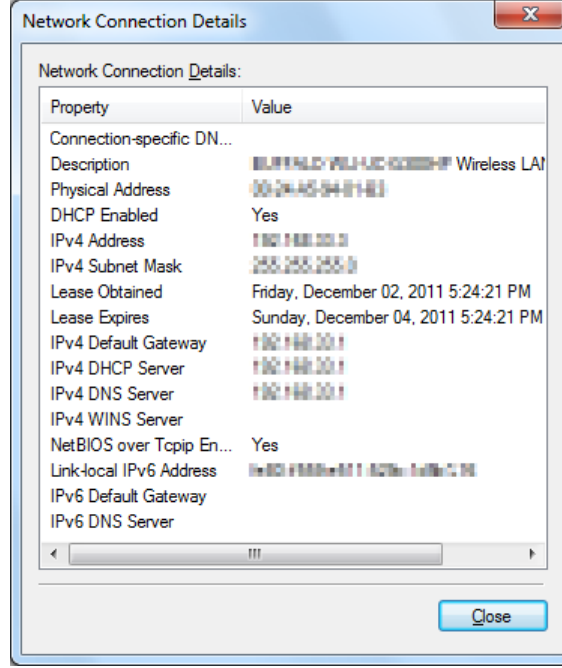 Network Connection Details
Network Connection Details:
Property Value
Connection-specific DN...
Description Wireless LAN
Physical Address
DHCP Enabled Yes
IPv4 Address
IPv4 Subnet Mask
Lease Obtained Friday, December 02, 2011 5:24:21 PM
Lease Expires Sunday, December 04, 2011 5:24:21 PM
IPv4 Default Gateway
IPv4 DHCP Server
IPv4 DNS Server
IPv4 WINS Server
NetBIOS over Tcpip En... Yes
Link-local IPv6 Address
IPv6 Default Gateway
IPv6 DNS Server
Close